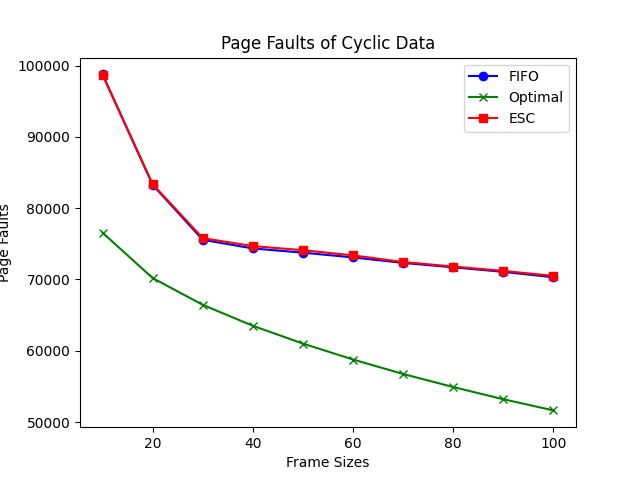 Page Faults of Cyclic Data
100000
90000
80000
70000
60000
50000
Page Faults
20 40 60 80 100
Frame Sizes
FIFO
Optimal
ESC